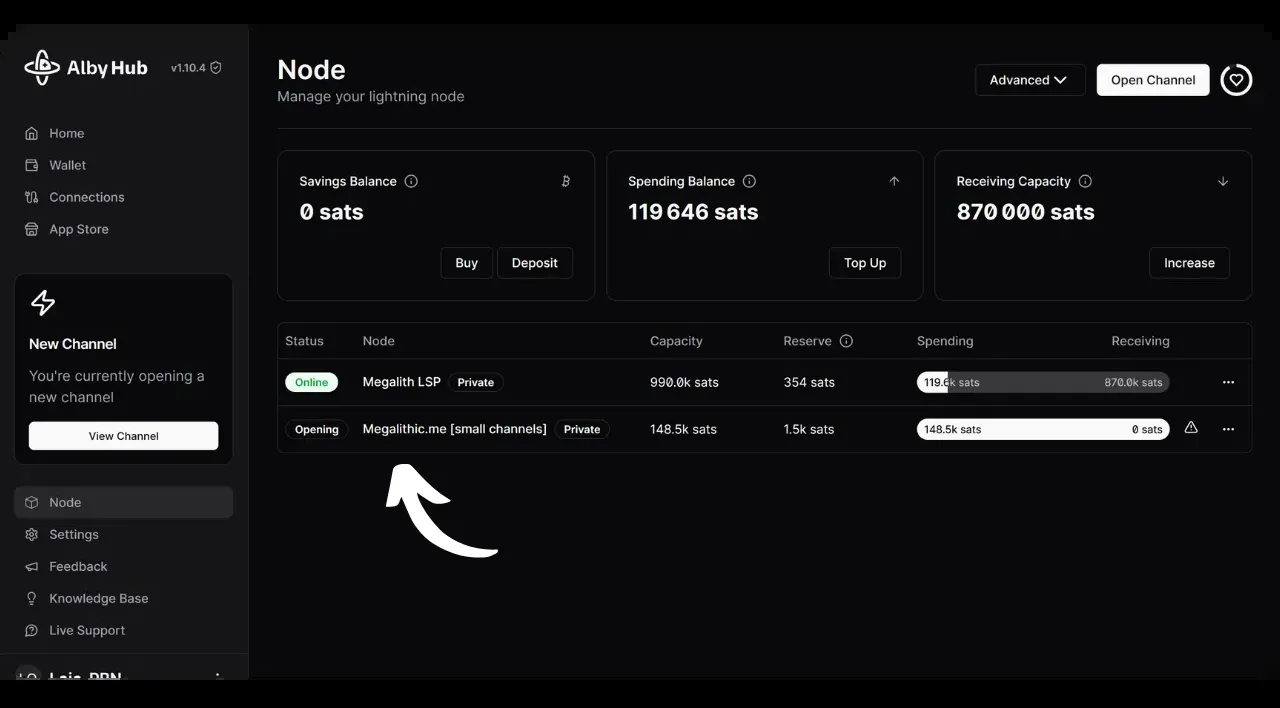 Alby Hub
v1.10.4
Home
Wallet
Connections
App Store
New Channel
You're currently opening a
new channel
View Channel
Node
Settings
Feedback
Knowledge Base
Live Support
Node
Manage your lightning node
Advanced
Open Channel
Savings Balance
0 sats
Buy
Deposit
Spending Balance
119 646 sats
Top Up
Receiving Capacity
870 000 sats
Increase
Status Node Capacity Reserve Spending Receiving
Online Megalith LSP Private 990.0k sats 354 sats 119.6k sats 870.0k sats
Opening Megalithic.me [small channels] Private 148.5k sats 1.5k sats 148.5k sats 0 sats